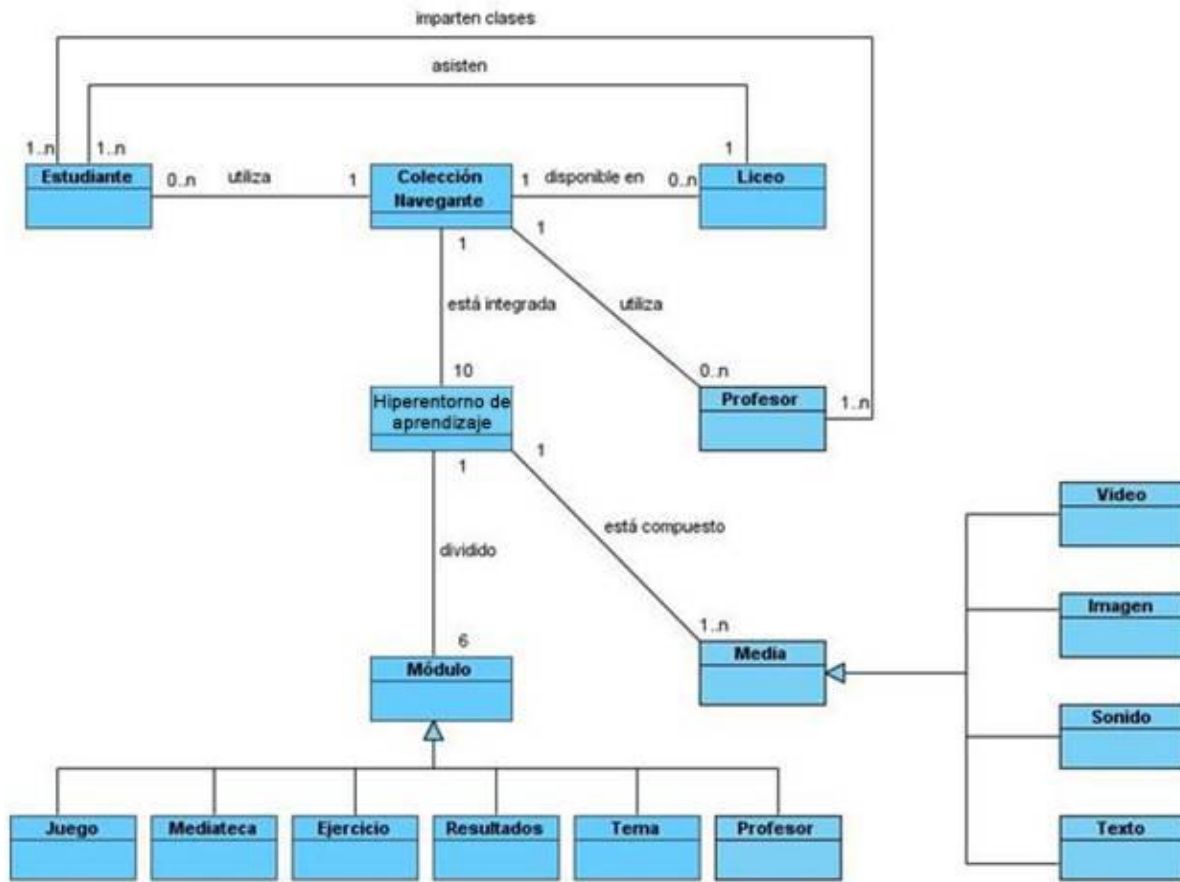 imparten clases
asisten
1..n
1..n
1
Estudiante
0..n
utiliza
1
Colección
Navegante
1
disponible en
0..n
Liceo
1
1
está integrada
utiliza
10
0..n
Hiperentorno de
aprendizaje
Profesor
1..n
1
1
está compuesto
dividido
Video
Imagen
6
1..n
Módulo
Media
Sonido
Juego
Mediateca
Ejercicio
Resultados
Tema
Profesor
Texto